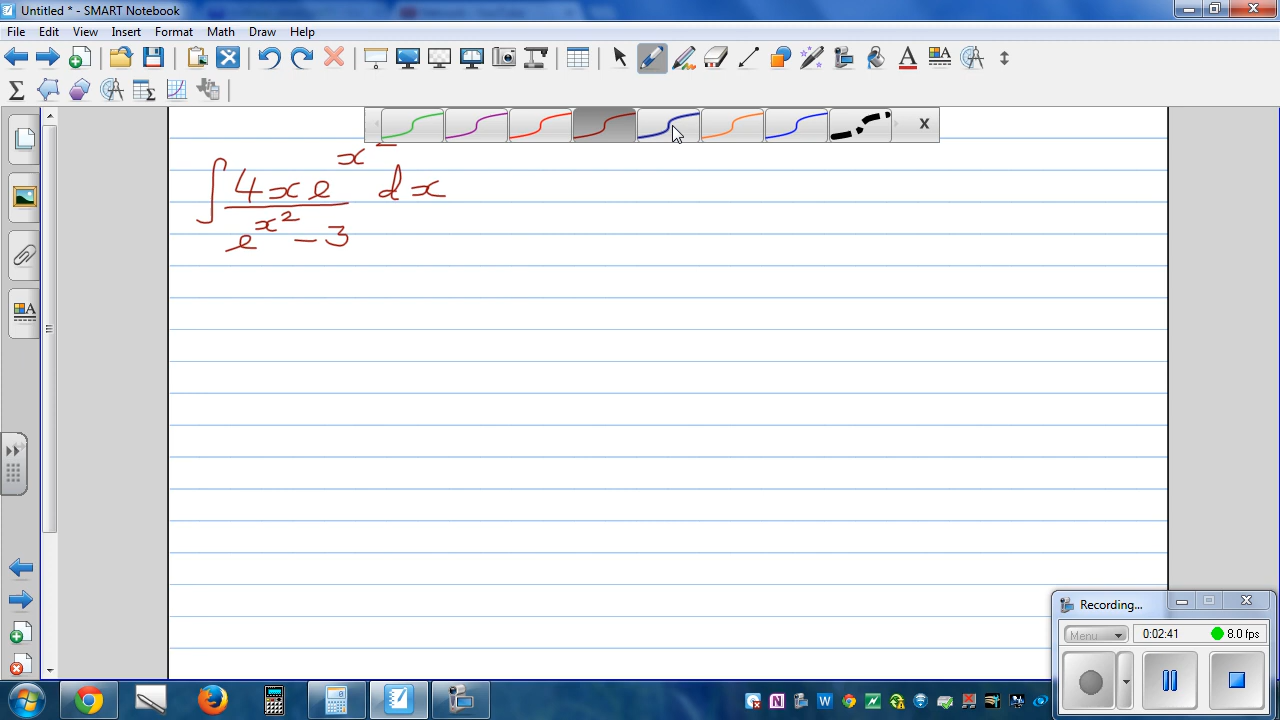 Untitled * - SMART Notebook
File Edit View Insert Format Math Draw Help
x
∫ 4xe^x² dx
e^x² - 3
Recording...
Menu
0:02:41
8.0 fps